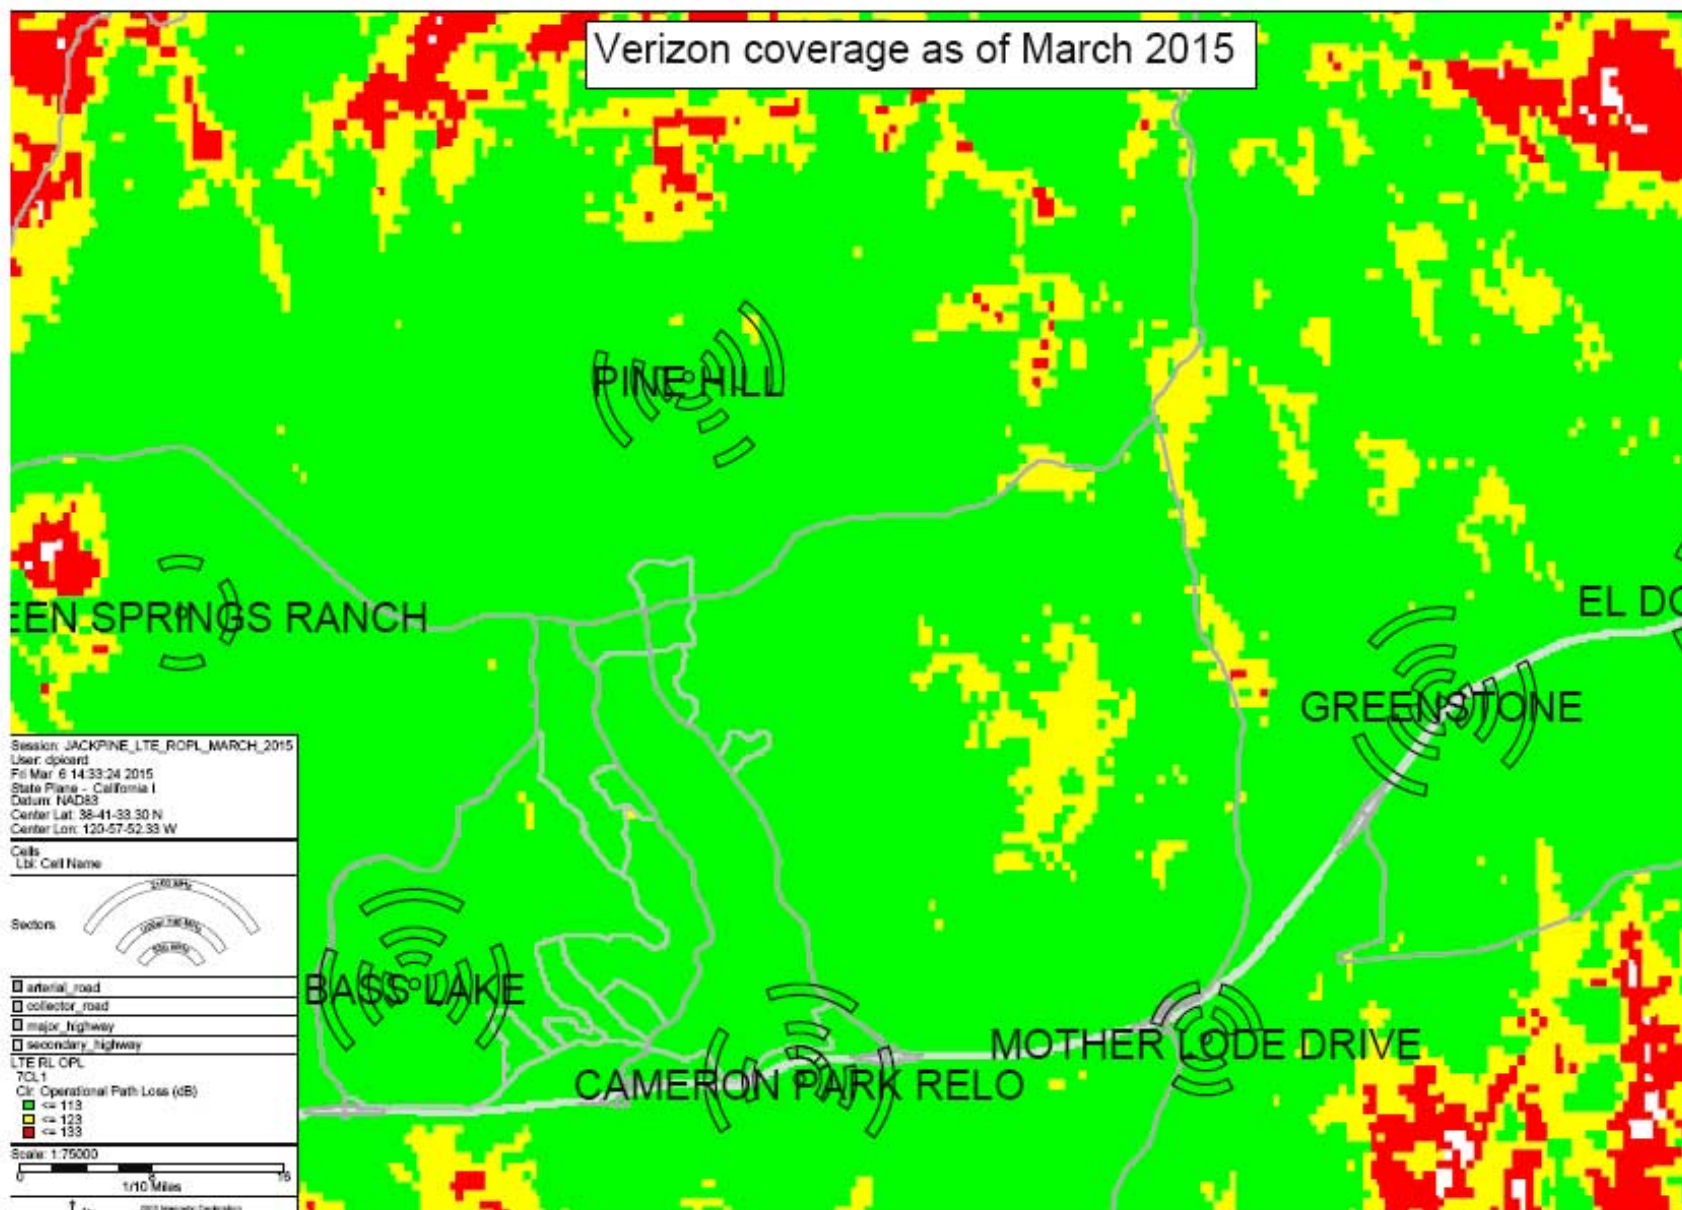 Verizon coverage as of March 2015
PINE HILL
EEN SPRINGS RANCH
EL DO
GREENSTONE
BASS LAKE
MOTHER LODE DRIVE
CAMERON PARK RELO
Session: JACKPINE_LTE_ROPL_MARCH_2015
User: dpicard
Fri Mar 6 14:33:24 2015
State Plane - California I
Datum: NAD83
Center Lat: 38-41-33.30 N
Center Lon: 120-57-52.33 W
Cells
Lbl: Cell Name
Sectors
arterial_road
collector_road
major_highway
secondary_highway
LTE RL OPL
7CL1
Clr: Operational Path Loss (dB)
<= 113
<= 123
<= 133
Scale: 1:75000
0 8 16
1/10 Miles